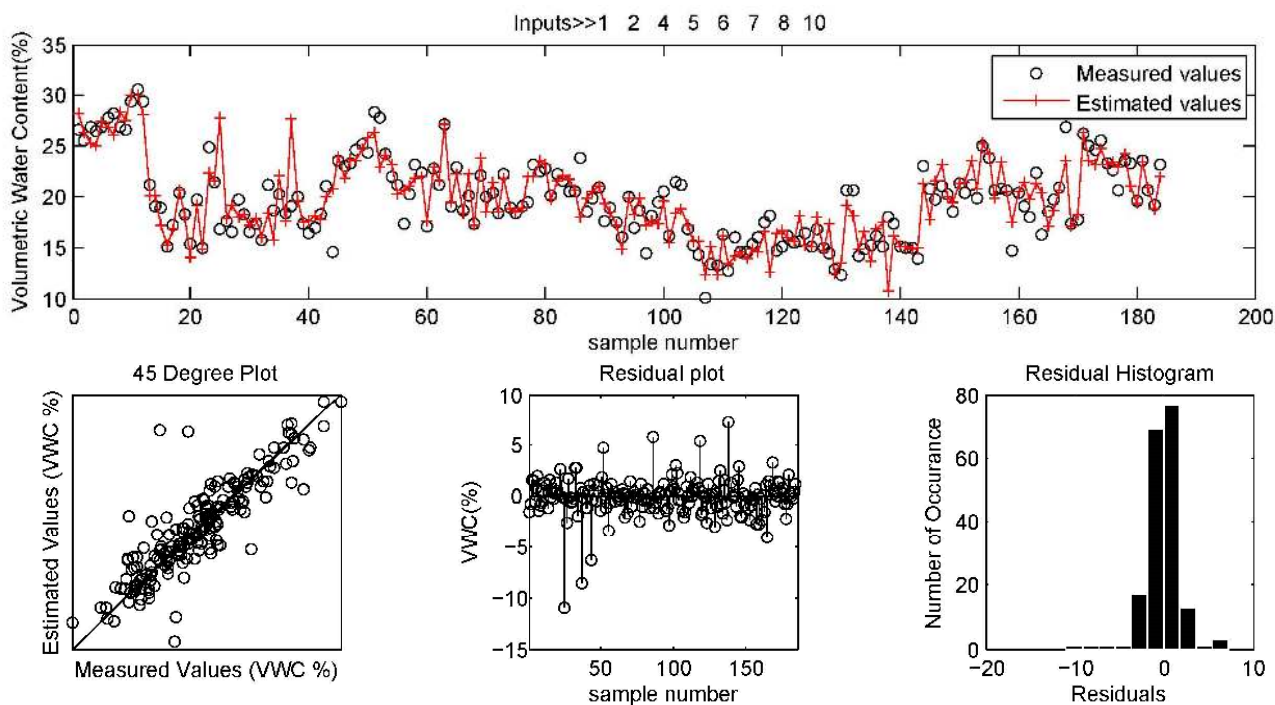 Inputs>>1 2 4 5 6 7 8 10
Volumetric Water Content(%)
35
30
25
20
15
10
Measured values
Estimated values
0 20 40 60 80 100 120 140 160 180 200
sample number
45 Degree Plot
Estimated Values (VWC %)
Measured Values (VWC %)
Residual plot
VWC(%)
10
5
0
−5
−10
−15
50 100 150
sample number
Residual Histogram
Number of Occurance
80
60
40
20
0
−20 −10 0 10
Residuals